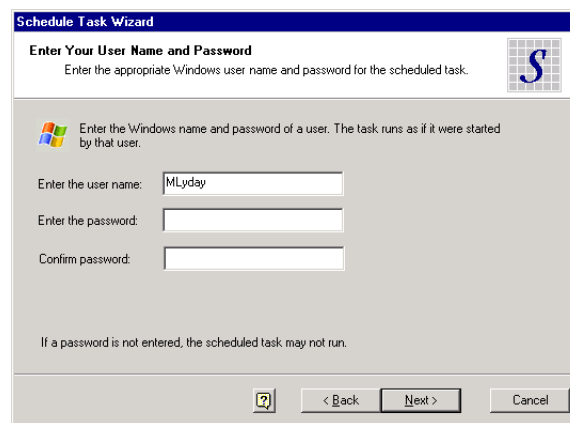 Schedule Task Wizard
Enter Your User Name and Password
Enter the appropriate Windows user name and password for the scheduled task.
S
Enter the Windows name and password of a user. The task runs as if it were started
by that user.
Enter the user name: MLyday
Enter the password:
Confirm password:
If a password is not entered, the scheduled task may not run.
? < Back Next > Cancel